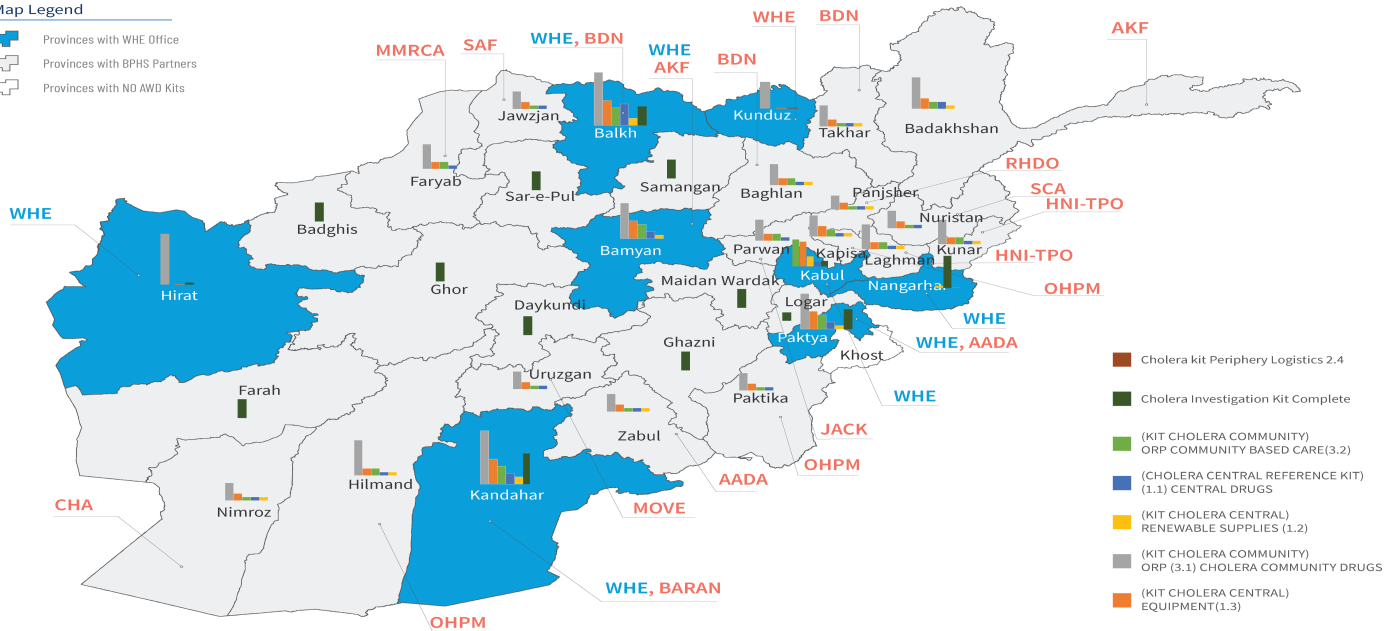 Map Legend
Provinces with WHE Office
Provinces with BPHS Partners
Provinces with NO AWD Kits
MMRCA
SAF
WHE, BDN
WHE
AKF
BDN
WHE
BDN
AKF
Jawzjan
Balkh
Kunduz
Takhar
Badakhshan
Faryab
Sar-e-Pul
Samangan
Baghlan
Panjsher
RHDO
SCA
HNI-TPO
WHE
Badghis
Bamyan
Parwan
Kapisa
Nuristan
Laghman
Kunar
HNI-TPO
Hirat
Ghor
Maidan Wardak
Kabul
Nangarha
OHPM
Daykundi
Logar
WHE
Ghazni
Paktya
Khost
WHE, AADA
Farah
Uruzgan
Paktika
WHE
Zabul
JACK
Hilmand
Kandahar
OHPM
Nimroz
AADA
CHA
MOVE
WHE, BARAN
OHPM
Cholera kit Periphery Logistics 2.4
Cholera Investigation Kit Complete
(KIT CHOLERA COMMUNITY)
ORP COMMUNITY BASED CARE(3.2)
(CHOLERA CENTRAL REFERENCE KIT)
(1.1) CENTRAL DRUGS
(KIT CHOLERA CENTRAL)
RENEWABLE SUPPLIES (1.2)
(KIT CHOLERA COMMUNITY)
ORP (3.1) CHOLERA COMMUNITY DRUGS
(KIT CHOLERA CENTRAL)
EQUIPMENT(1.3)